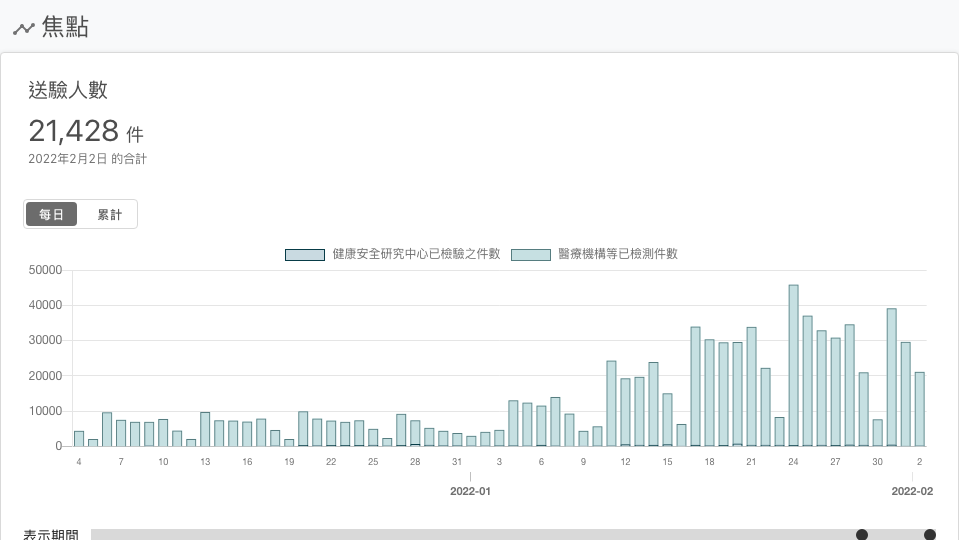 焦點
送驗人數
21,428 件
2022年2月2日 的合計
每日 累計
健康安全研究中心已檢驗之件數 醫療機構等已檢測件數
50000
40000
30000
20000
10000
0
4 7 10 13 16 19 22 25 28 31 3 6 9 12 15 18 21 24 27 30 2
2022-01 2022-02
表示期間